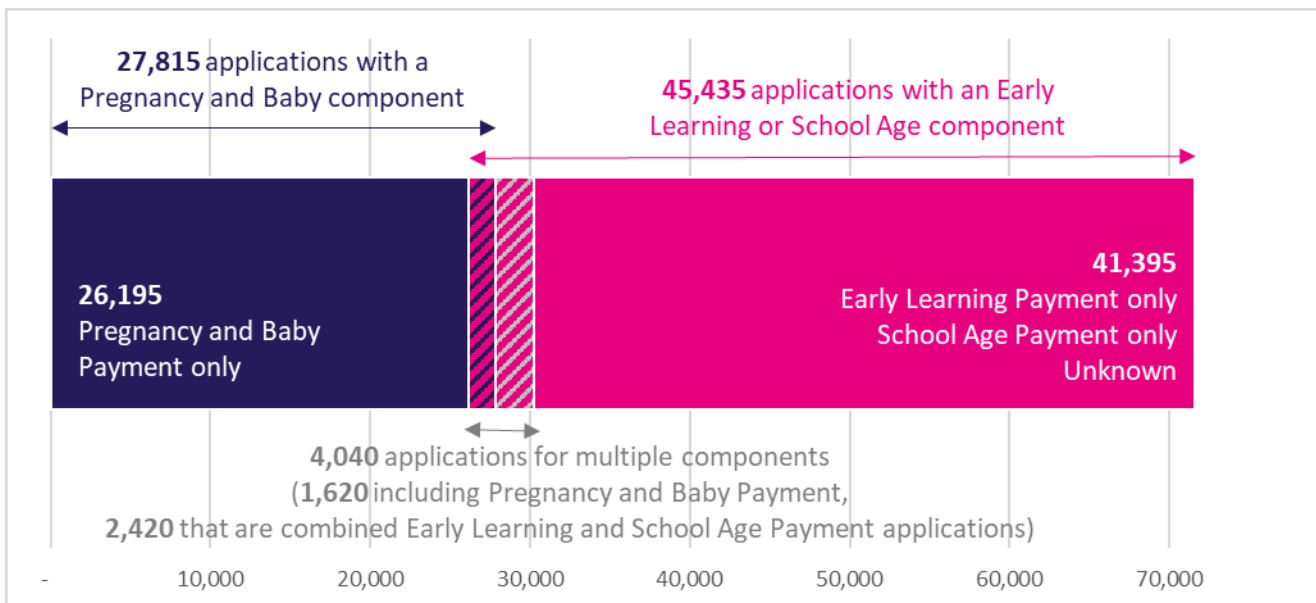 27,815 applications with a
Pregnancy and Baby component
45,435 applications with an Early
Learning or School Age component
26,195
Pregnancy and Baby
Payment only
41,395
Early Learning Payment only
School Age Payment only
Unknown
4,040 applications for multiple components
(1,620 including Pregnancy and Baby Payment,
2,420 that are combined Early Learning and School Age Payment applications)
- 10,000 20,000 30,000 40,000 50,000 60,000 70,000